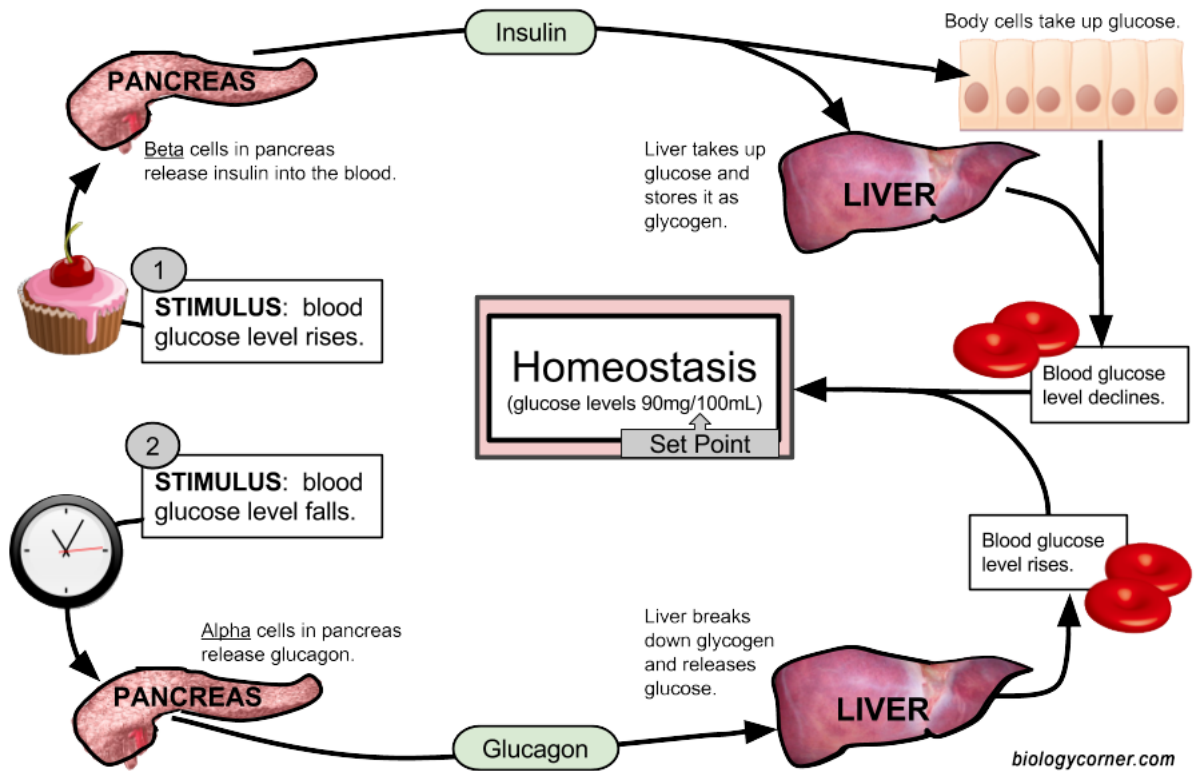 Insulin
Body cells take up glucose.
PANCREAS
Beta cells in pancreas
release insulin into the blood.
Liver takes up
glucose and
stores it as
glycogen.
LIVER
1
STIMULUS: blood
glucose level rises.
Homeostasis
(glucose levels 90mg/100mL)
Set Point
Blood glucose
level declines.
2
STIMULUS: blood
glucose level falls.
Blood glucose
level rises.
Alpha cells in pancreas
release glucagon.
PANCREAS
Liver breaks
down glycogen
and releases
glucose.
LIVER
Glucagon
biologycorner.com